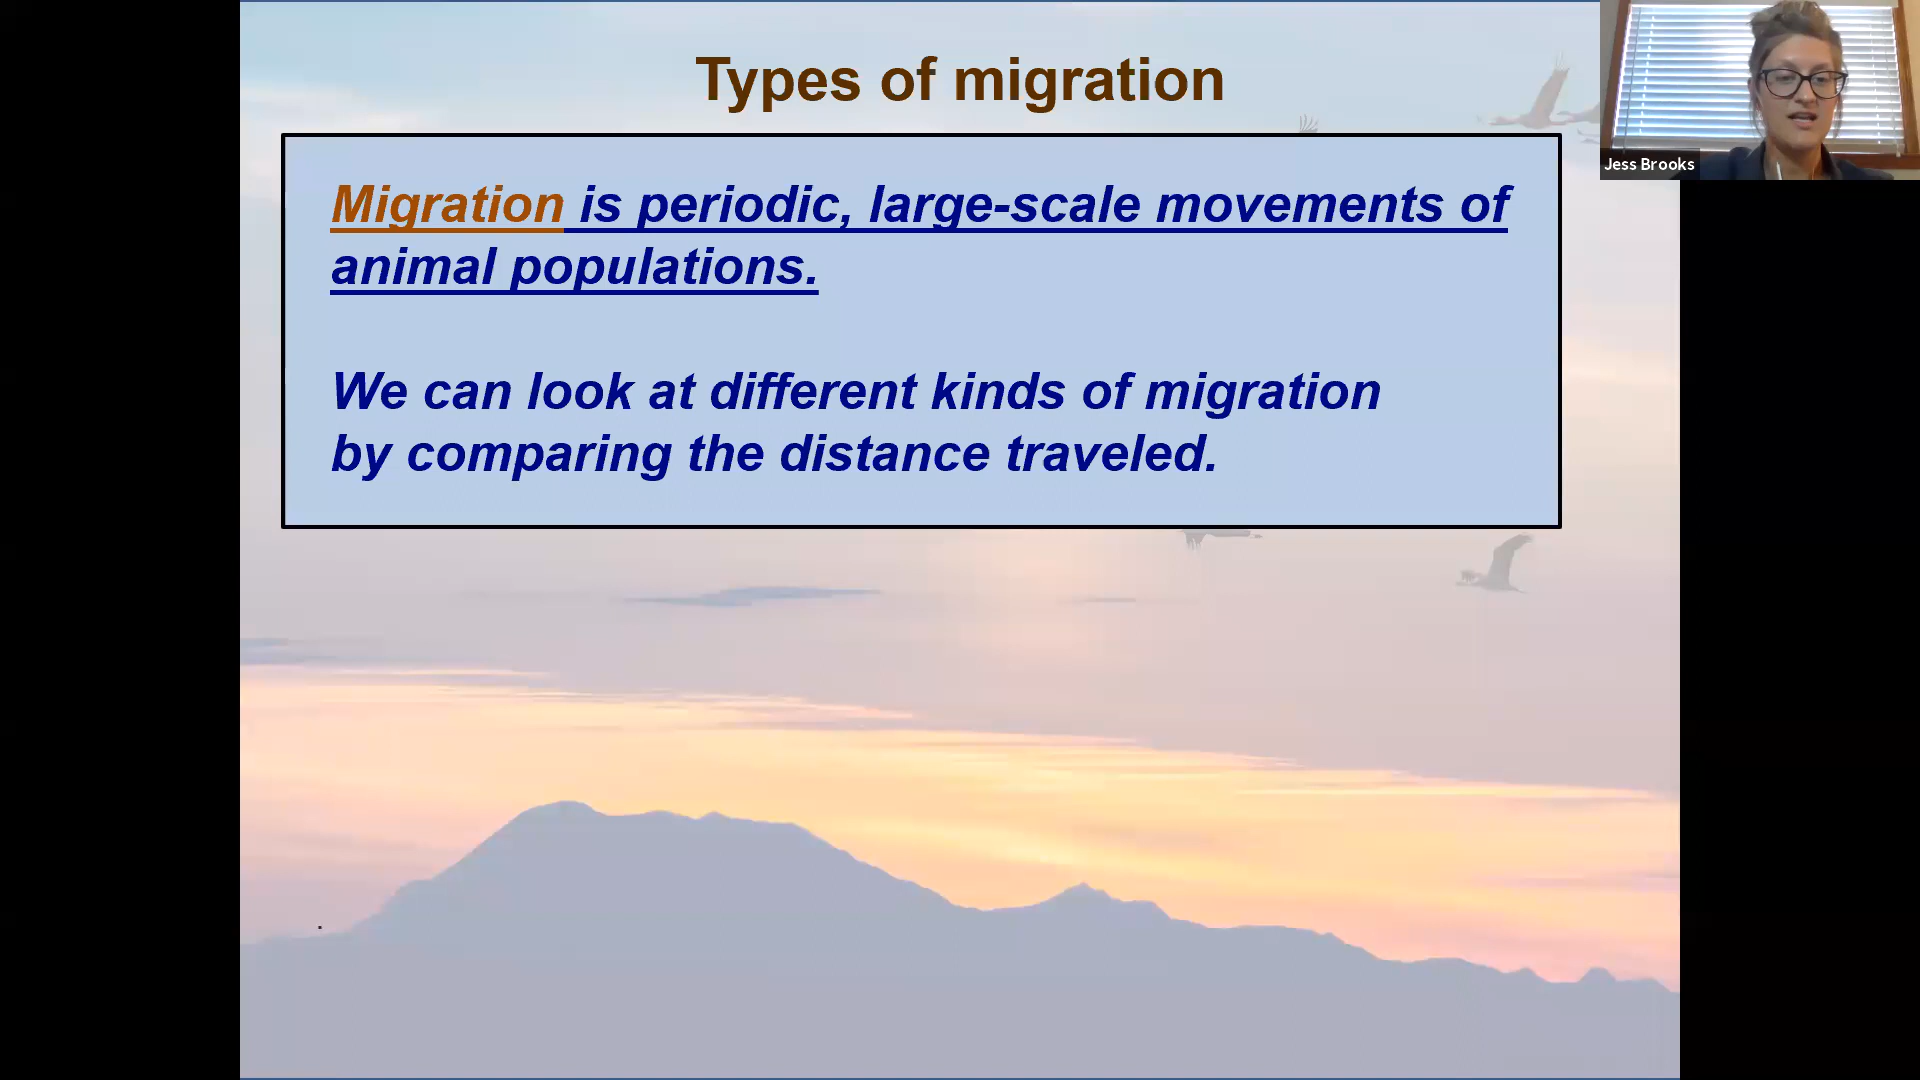 Types of migration
Jess Brooks
Migration is periodic, large-scale movements of
animal populations.
We can look at different kinds of migration
by comparing the distance traveled.